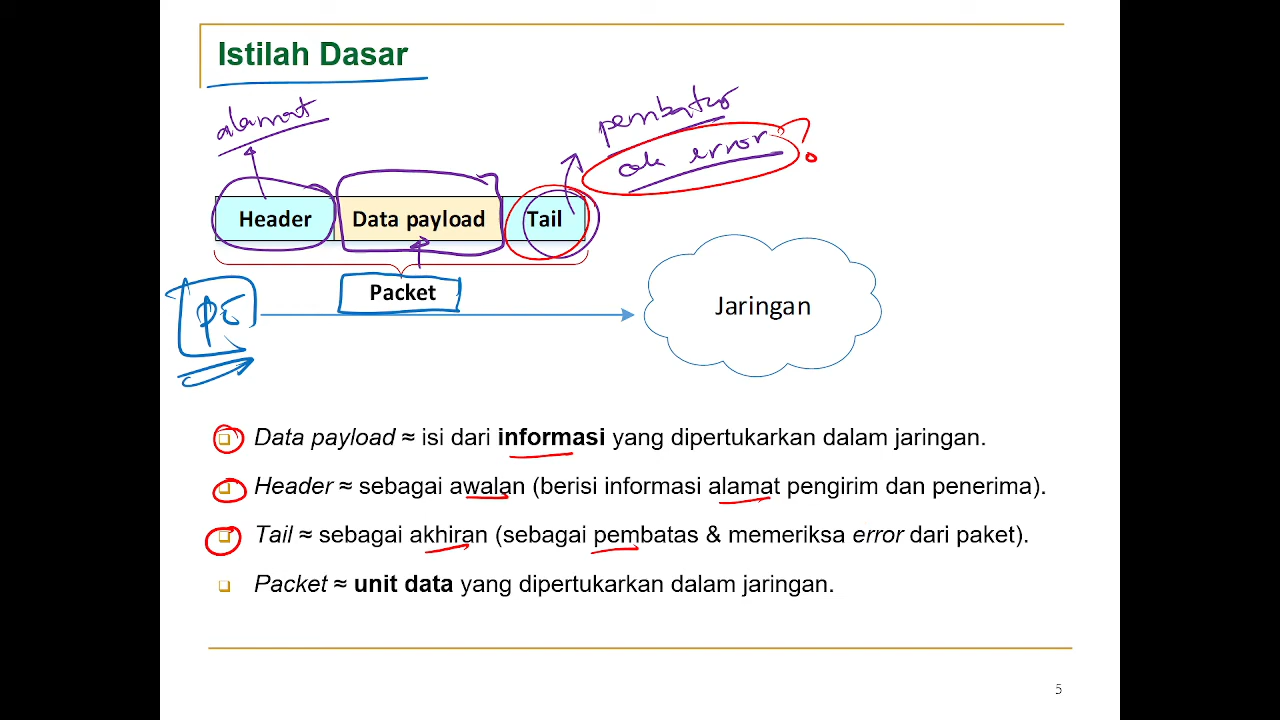 Istilah Dasar
alamat
pembatas
cek error ?
Header
Data payload
Tail
Packet
PC
Jaringan
Data payload ≈ isi dari informasi yang dipertukarkan dalam jaringan.
Header ≈ sebagai awalan (berisi informasi alamat pengirim dan penerima).
Tail ≈ sebagai akhiran (sebagai pembatas & memeriksa error dari paket).
Packet ≈ unit data yang dipertukarkan dalam jaringan.
5